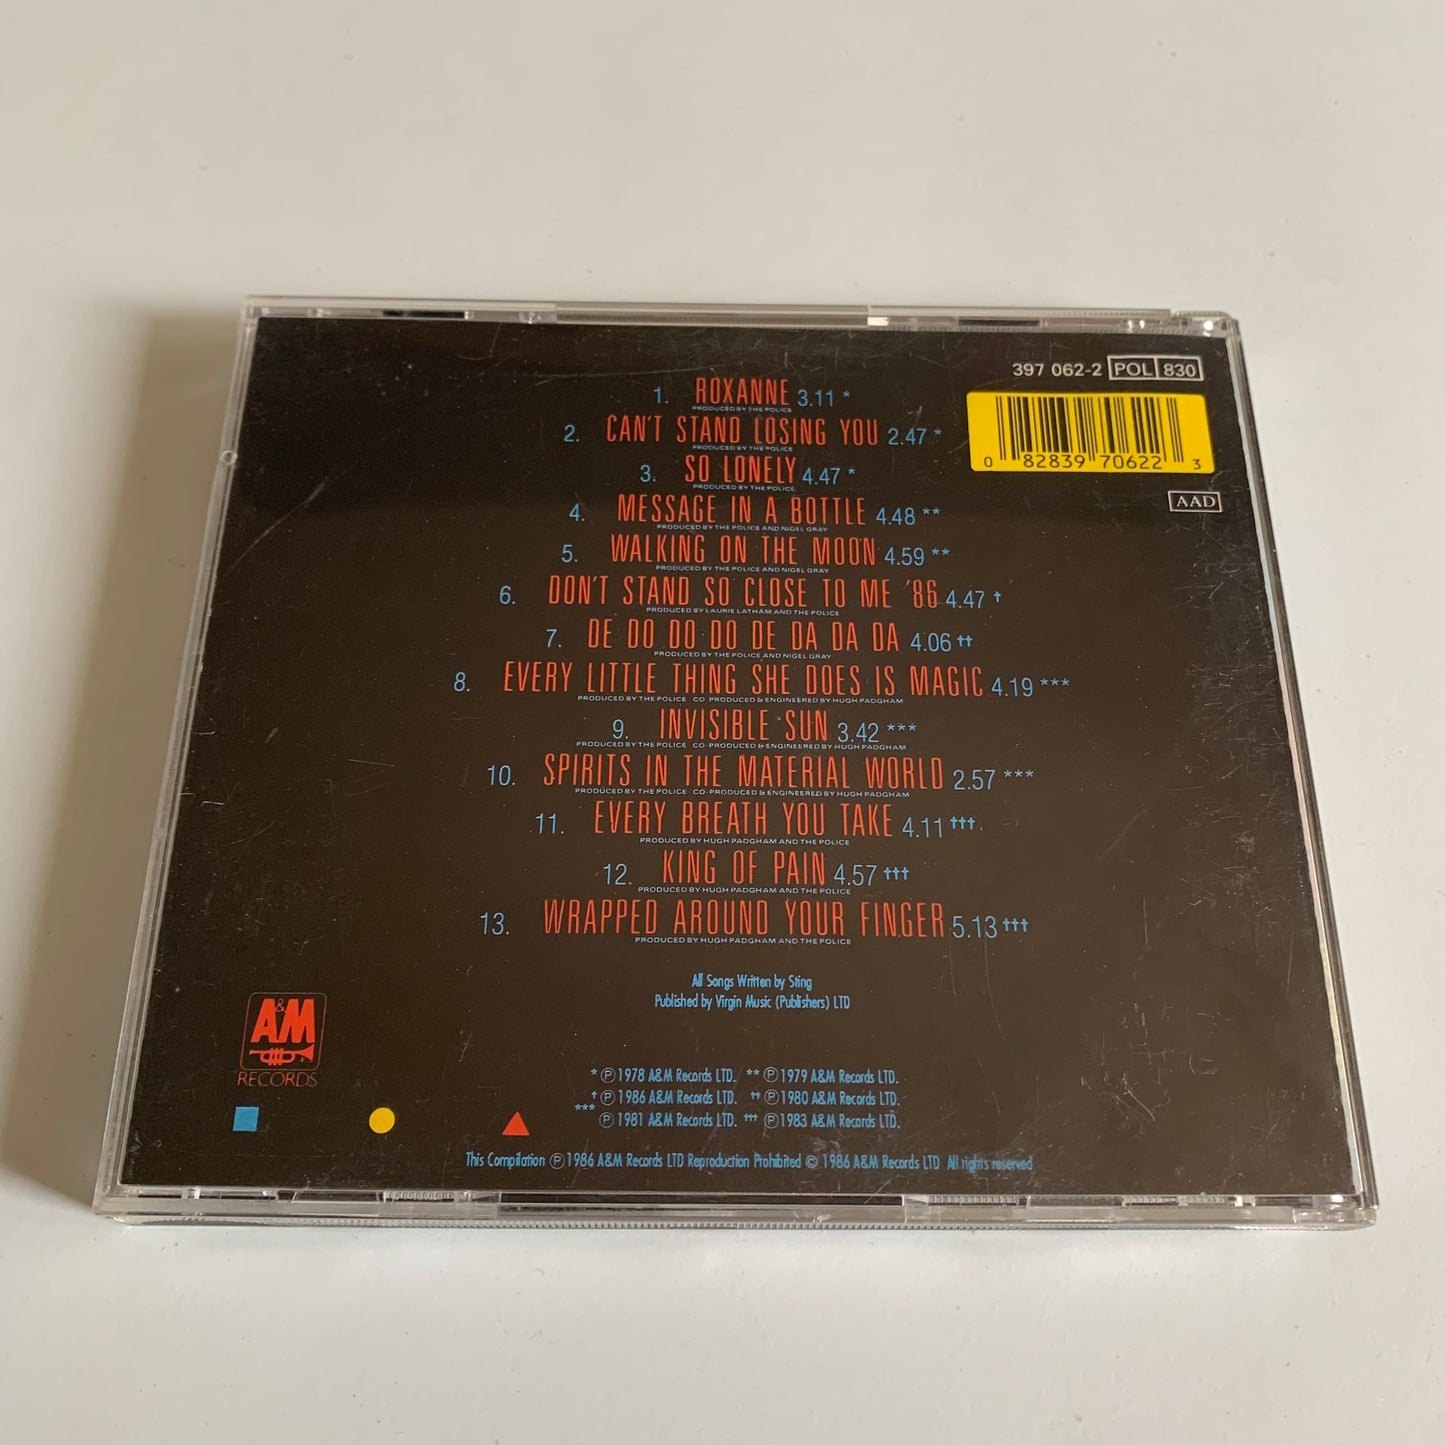 397 062-2 POL 830
0 82839 70622 3
AAD
1. ROXANNE 3.11 *
PRODUCED BY THE POLICE
2. CAN'T STAND LOSING YOU 2.47 *
PRODUCED BY THE POLICE
3. SO LONELY 4.47 *
PRODUCED BY THE POLICE
4. MESSAGE IN A BOTTLE 4.48 **
PRODUCED BY THE POLICE AND NIGEL GRAY
5. WALKING ON THE MOON 4.59 **
PRODUCED BY THE POLICE AND NIGEL GRAY
6. DON'T STAND SO CLOSE TO ME '86 4.47 †
PRODUCED BY LAURIE LATHAM AND THE POLICE
7. DE DO DO DO DE DA DA DA 4.06 ††
PRODUCED BY THE POLICE AND NIGEL GRAY
8. EVERY LITTLE THING SHE DOES IS MAGIC 4.19 ***
PRODUCED BY THE POLICE CO-PRODUCED & ENGINEERED BY HUGH PADGHAM
9. INVISIBLE SUN 3.42 ***
PRODUCED BY THE POLICE CO-PRODUCED & ENGINEERED BY HUGH PADGHAM
10. SPIRITS IN THE MATERIAL WORLD 2.57 ***
PRODUCED BY THE POLICE CO-PRODUCED & ENGINEERED BY HUGH PADGHAM
11. EVERY BREATH YOU TAKE 4.11 †††
PRODUCED BY HUGH PADGHAM AND THE POLICE
12. KING OF PAIN 4.57 †††
PRODUCED BY HUGH PADGHAM AND THE POLICE
13. WRAPPED AROUND YOUR FINGER 5.13 †††
PRODUCED BY HUGH PADGHAM AND THE POLICE
All Songs Written by Sting
Published by Virgin Music (Publishers) LTD
A&M
RECORDS
* ℗ 1978 A&M Records LTD. ** ℗ 1979 A&M Records LTD.
† ℗ 1986 A&M Records LTD. †† ℗ 1980 A&M Records LTD.
*** ℗ 1981 A&M Records LTD. ††† ℗ 1983 A&M Records LTD.
This Compilation ℗ 1986 A&M Records LTD Reproduction Prohibited © 1986 A&M Records LTD All rights reserved